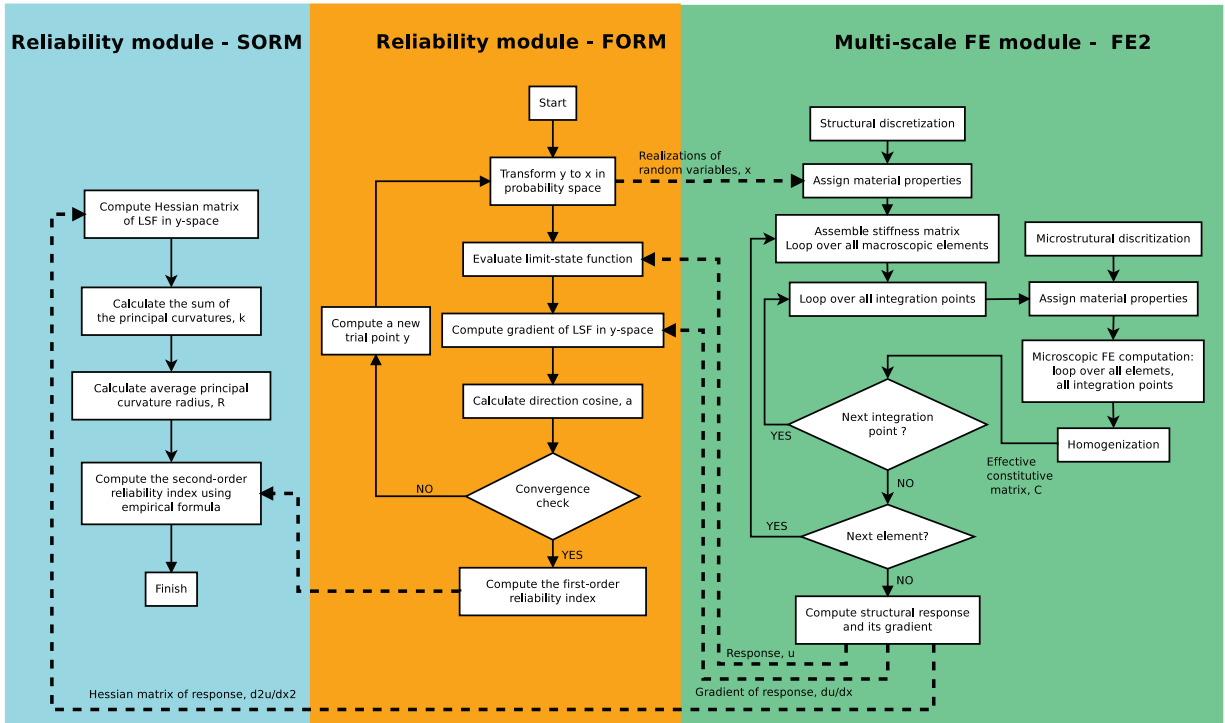 Reliability module - SORM
Reliability module - FORM
Multi-scale FE module - FE2
Compute Hessian matrix
of LSF in y-space
Calculate the sum of
the principal curvatures, k
Calculate average principal
curvature radius, R
Compute the second-order
reliability index using
empirical formula
Finish
Start
Transform y to x in
probability space
Evaluate limit-state function
Compute gradient of LSF in y-space
Compute a new
trial point y
Calculate direction cosine, a
Convergence
check
NO
YES
Compute the first-order
reliability index
Realizations of
random variables, x
Structural discretization
Assign material properties
Assemble stiffness matrix
Loop over all macroscopic elements
Loop over all integration points
Microstrutural discritization
Assign material properties
Microscopic FE computation:
loop over all elemets,
all integration points
Homogenization
Effective
constitutive
matrix, C
Next integration
point ?
YES
NO
Next element?
YES
NO
Compute structural response
and its gradient
Response, u
Gradient of response, du/dx
Hessian matrix of response, d2u/dx2